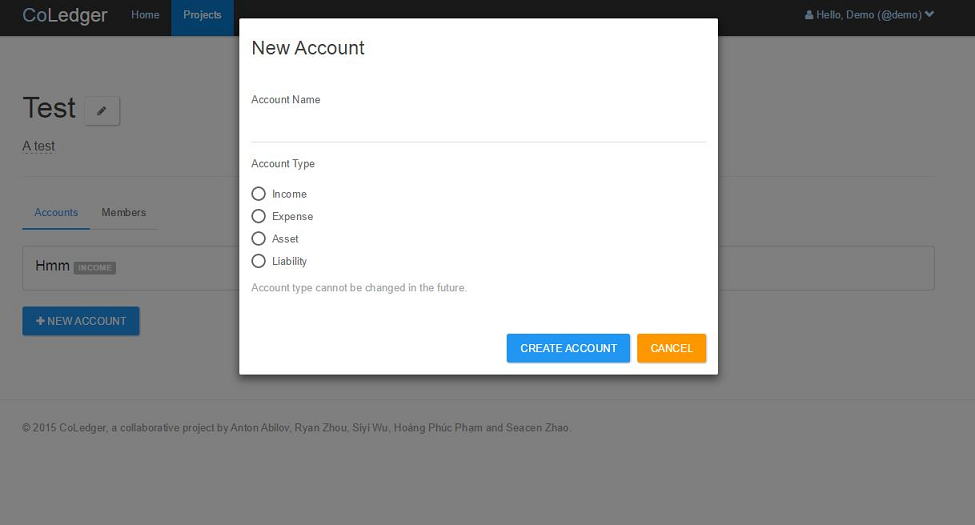 CoLedger Home Projects Hello, Demo (@demo)
New Account
Account Name
Test
A test
Account Type
Income
Accounts Members
Expense
Asset
Hmm INCOME
Liability
Account type cannot be changed in the future.
NEW ACCOUNT
CREATE ACCOUNT CANCEL
© 2015 CoLedger, a collaborative project by Anton Abilov, Ryan Zhou, Siyi Wu, Hoàng Phúc Phạm and Seacen Zhao.